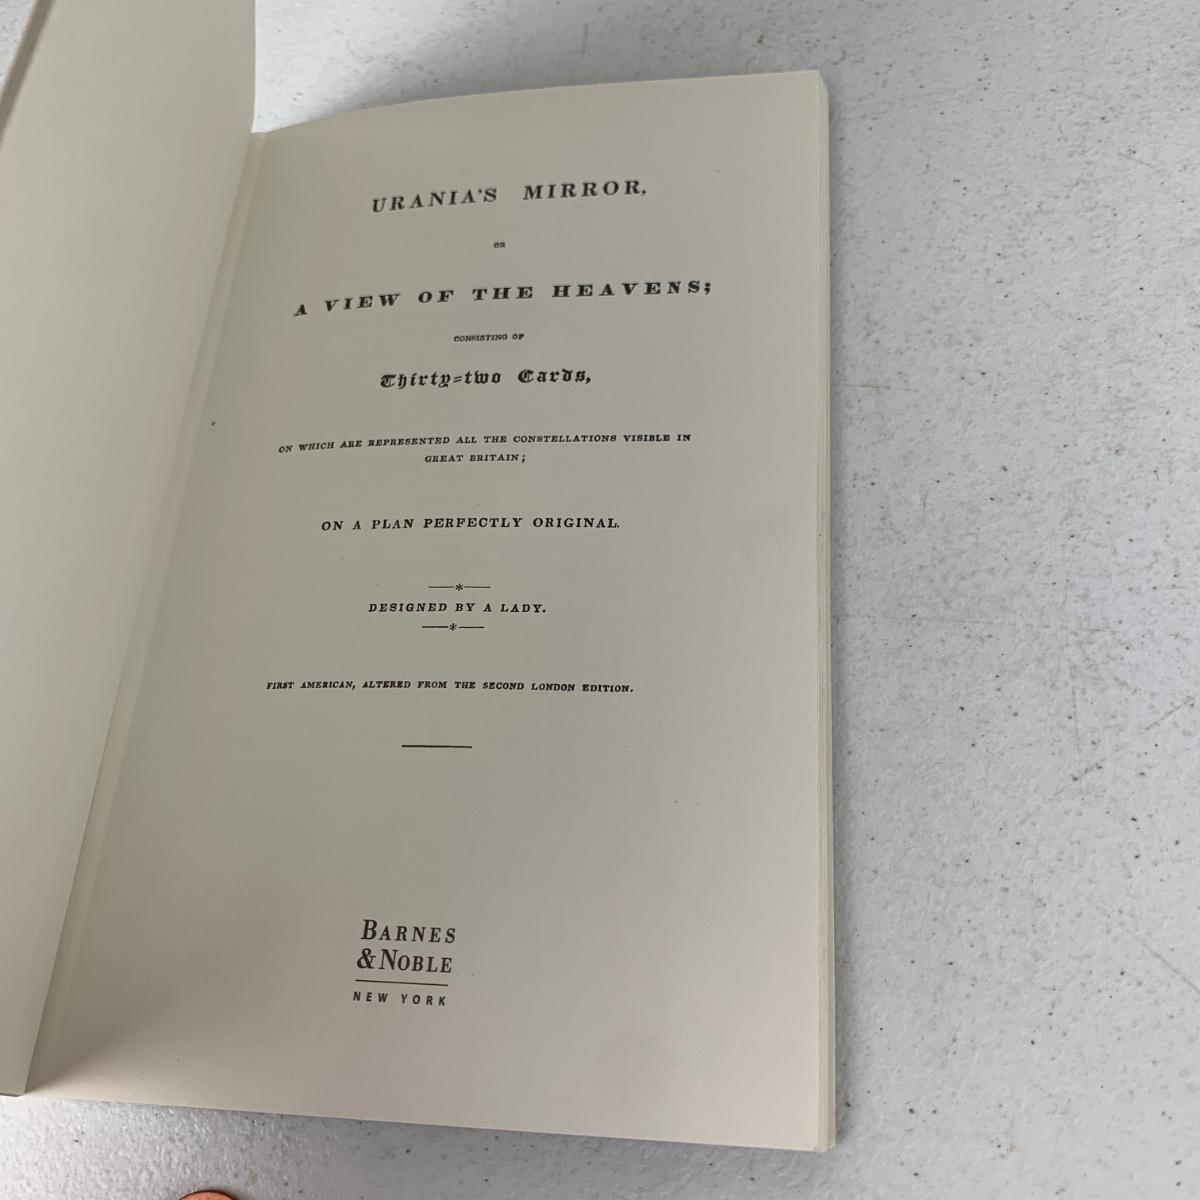 URANIA'S MIRROR,
OR
A VIEW OF THE HEAVENS;
CONSISTING OF
Thirty=two Cards,
ON WHICH ARE REPRESENTED ALL THE CONSTELLATIONS VISIBLE IN
GREAT BRITAIN;
ON A PLAN PERFECTLY ORIGINAL.
DESIGNED BY A LADY.
FIRST AMERICAN, ALTERED FROM THE SECOND LONDON EDITION.
BARNES
& NOBLE
NEW YORK